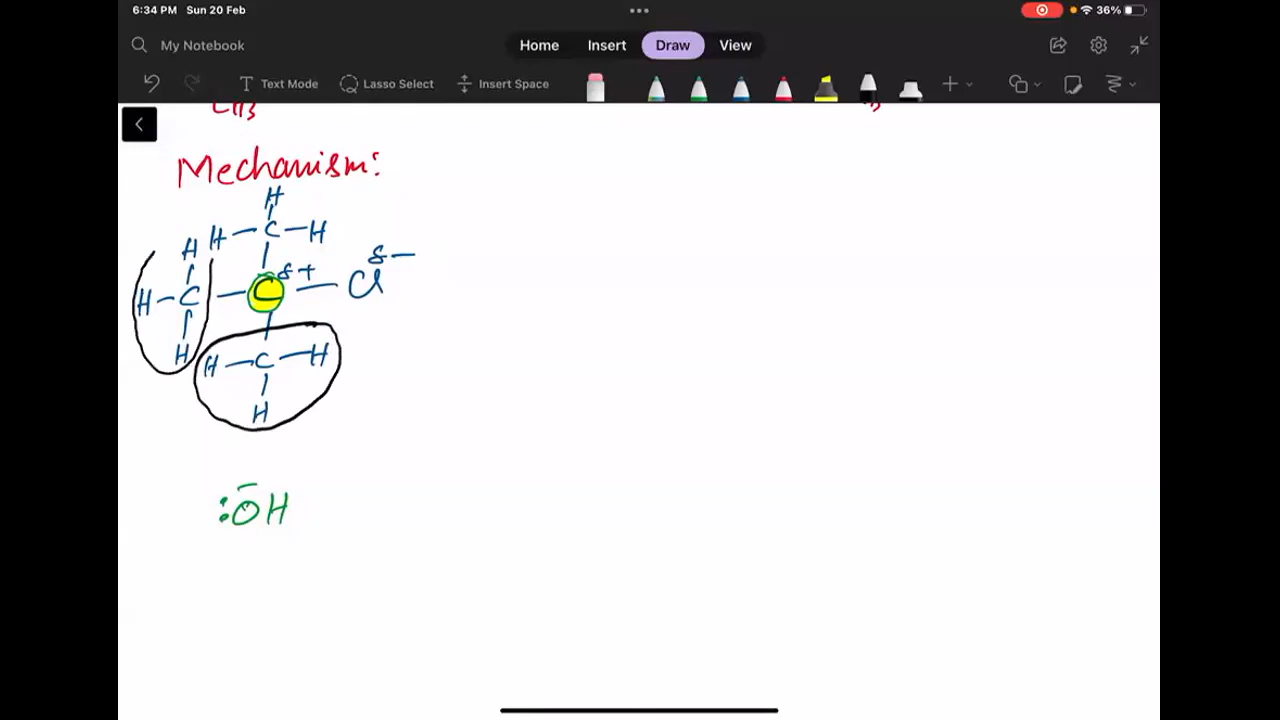 6:34 PM Sun 20 Feb
36%
My Notebook
Home Insert Draw View
Text Mode Lasso Select Insert Space
CH3
Mechanism:
H
H C H
H
H C C δ+ Cl δ-
H
H C H
H
:ŌH